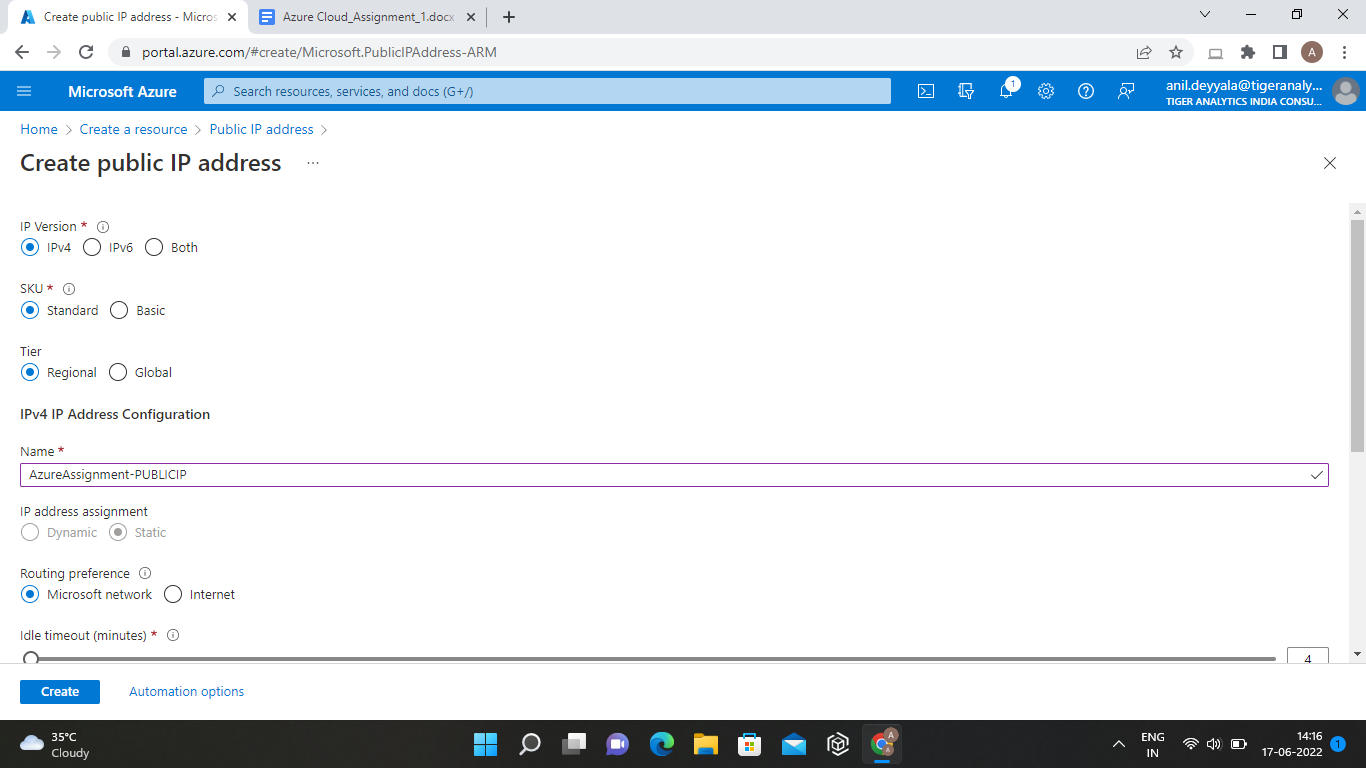 Create public IP address - Micros
Azure Cloud_Assignment_1.docx
portal.azure.com/#create/Microsoft.PublicIPAddress-ARM
A
Microsoft Azure
Search resources, services, and docs (G+/)
1
anil.deyyala@tigeranaly...
TIGER ANALYTICS INDIA CONSU...
Home > Create a resource > Public IP address >
Create public IP address ...
IP Version *
IPv4 IPv6 Both
SKU *
Standard Basic
Tier
Regional Global
IPv4 IP Address Configuration
Name *
AzureAssignment-PUBLICIP
IP address assignment
Dynamic Static
Routing preference
Microsoft network Internet
Idle timeout (minutes) *
4
Create Automation options
35°C
Cloudy
A
A
ENG
IN
14:16
17-06-2022
1